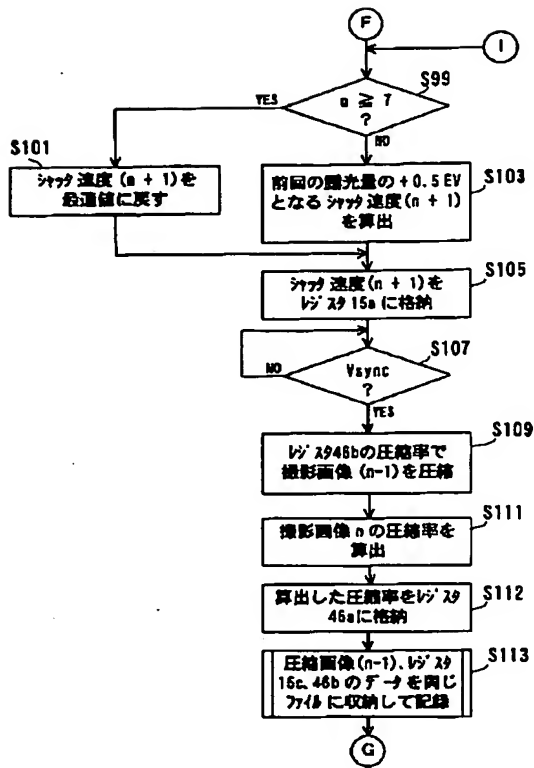 F
I
S99
n ≧ 7
?
YES
NO
S101
ｼｬｯﾀ 速度 (n + 1) を
最適値に戻す
S103
前回の露光量の +0.5 EV
となる ｼｬｯﾀ 速度 (n + 1)
を算出
S105
ｼｬｯﾀ 速度 (n + 1) を
ﾚｼﾞｽﾀ 15a に格納
S107
Vsync
?
NO
YES
S109
ﾚｼﾞｽﾀ46bの圧縮率で
撮影画像 (n-1) を圧縮
S111
撮影画像 n の圧縮率を
算出
S112
算出した圧縮率をﾚｼﾞｽﾀ
46aに格納
S113
圧縮画像(n-1)、ﾚｼﾞｽﾀ
15c、46b のデータを同じ
ファイルに収納して記録
G